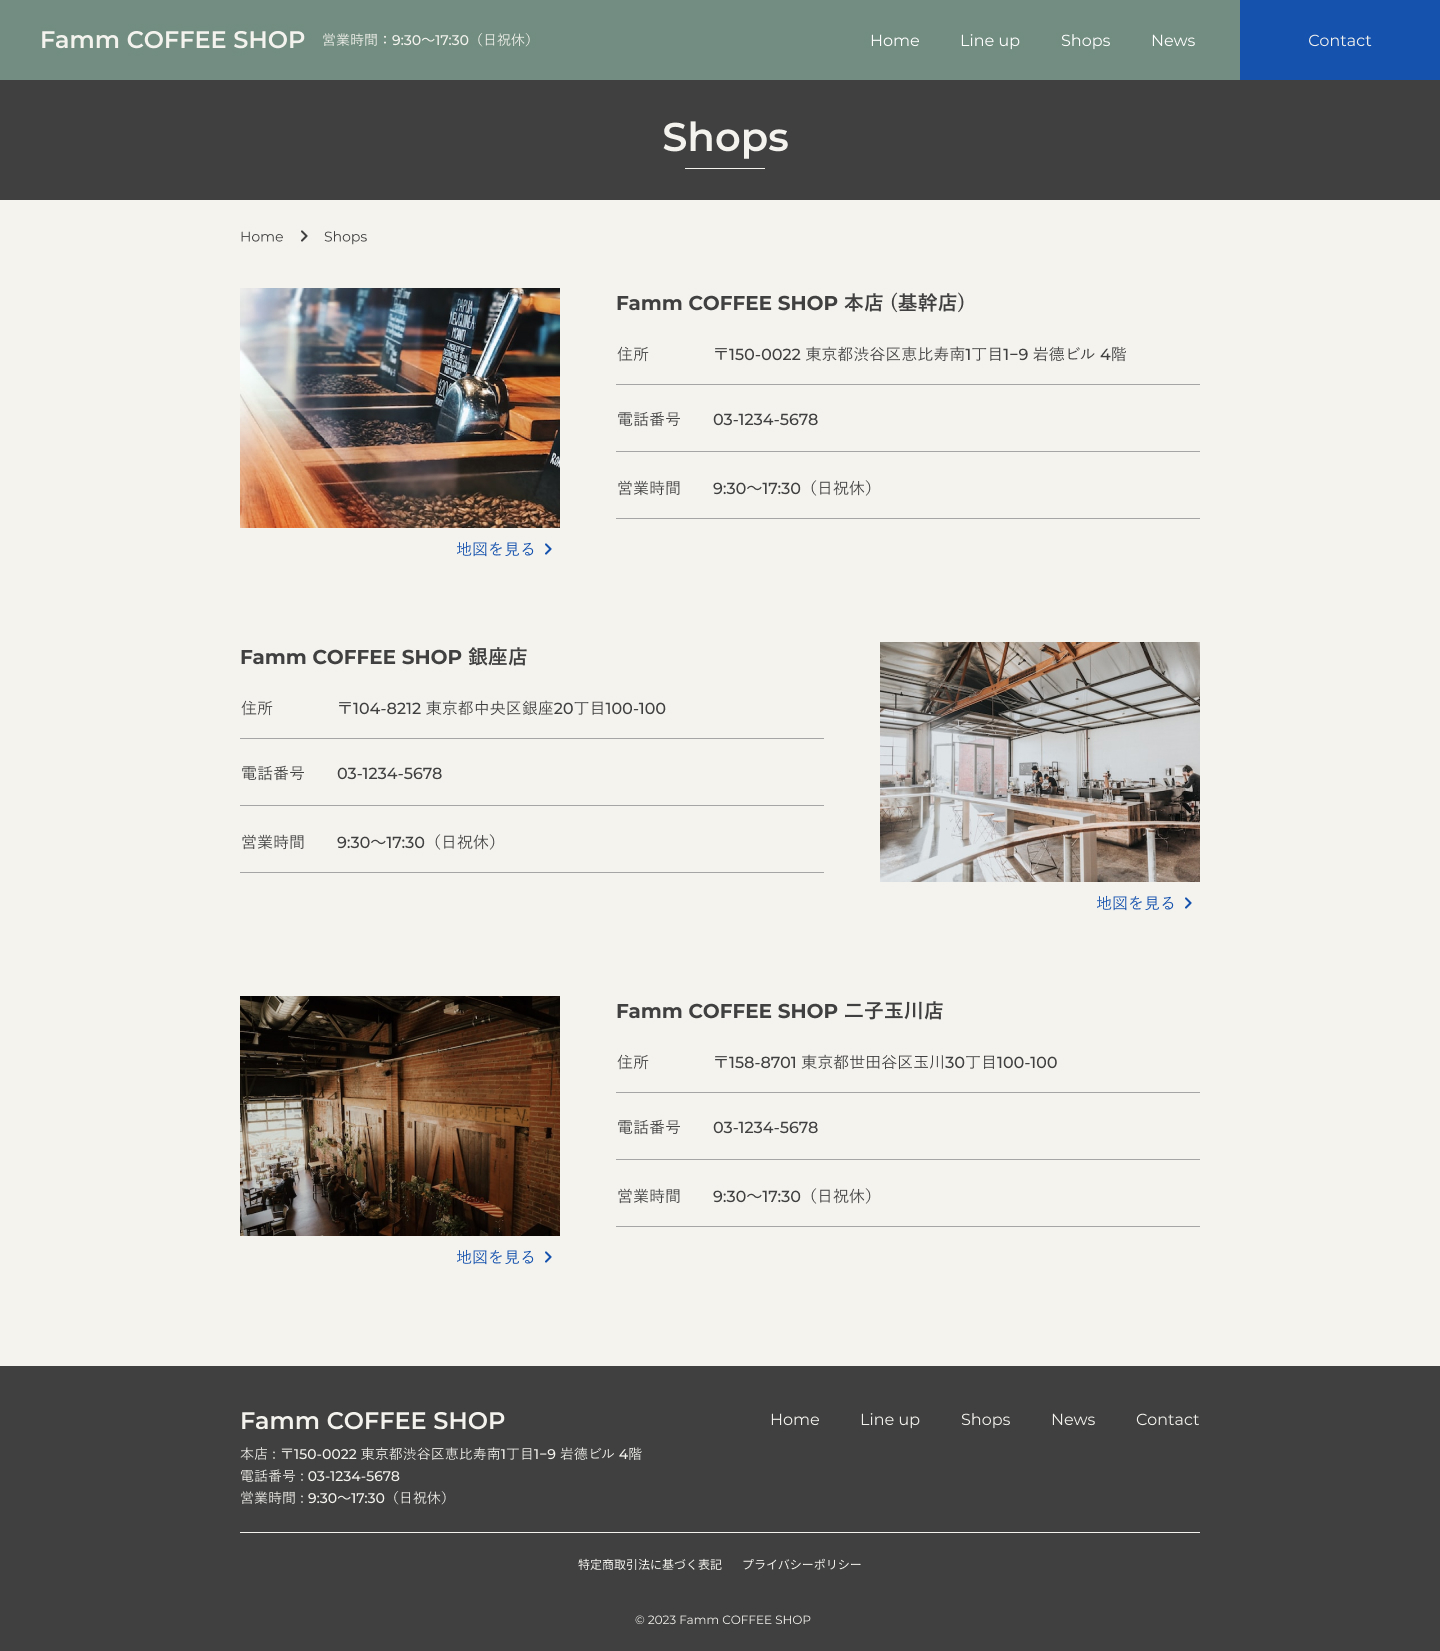 Famm COFFEE SHOP 営業時間：9:30〜17:30（日祝休）
Home Line up Shops News Contact
Shops
Home Shops
PAPUA
NEW GUINEA
Famm COFFEE SHOP 本店（基幹店）
住所 〒150-0022 東京都渋谷区恵比寿南1丁目1−9 岩德ビル 4階
電話番号 03-1234-5678
営業時間 9:30〜17:30（日祝休）
地図を見る
Famm COFFEE SHOP 銀座店
住所 〒104-8212 東京都中央区銀座20丁目100-100
電話番号 03-1234-5678
営業時間 9:30〜17:30（日祝休）
地図を見る
Famm COFFEE SHOP 二子玉川店
住所 〒158-8701 東京都世田谷区玉川30丁目100-100
電話番号 03-1234-5678
営業時間 9:30〜17:30（日祝休）
地図を見る
Famm COFFEE SHOP
Home Line up Shops News Contact
本店 : 〒150-0022 東京都渋谷区恵比寿南1丁目1−9 岩德ビル 4階
電話番号 : 03-1234-5678
営業時間 : 9:30〜17:30（日祝休）
特定商取引法に基づく表記 プライバシーポリシー
© 2023 Famm COFFEE SHOP